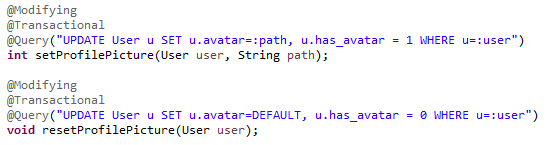 @Modifying
@Transactional
@Query("UPDATE User u SET u.avatar=:path, u.has_avatar = 1 WHERE u=:user")
int setProfilePicture(User user, String path);
@Modifying
@Transactional
@Query("UPDATE User u SET u.avatar=DEFAULT, u.has_avatar = 0 WHERE u=:user")
void resetProfilePicture(User user);